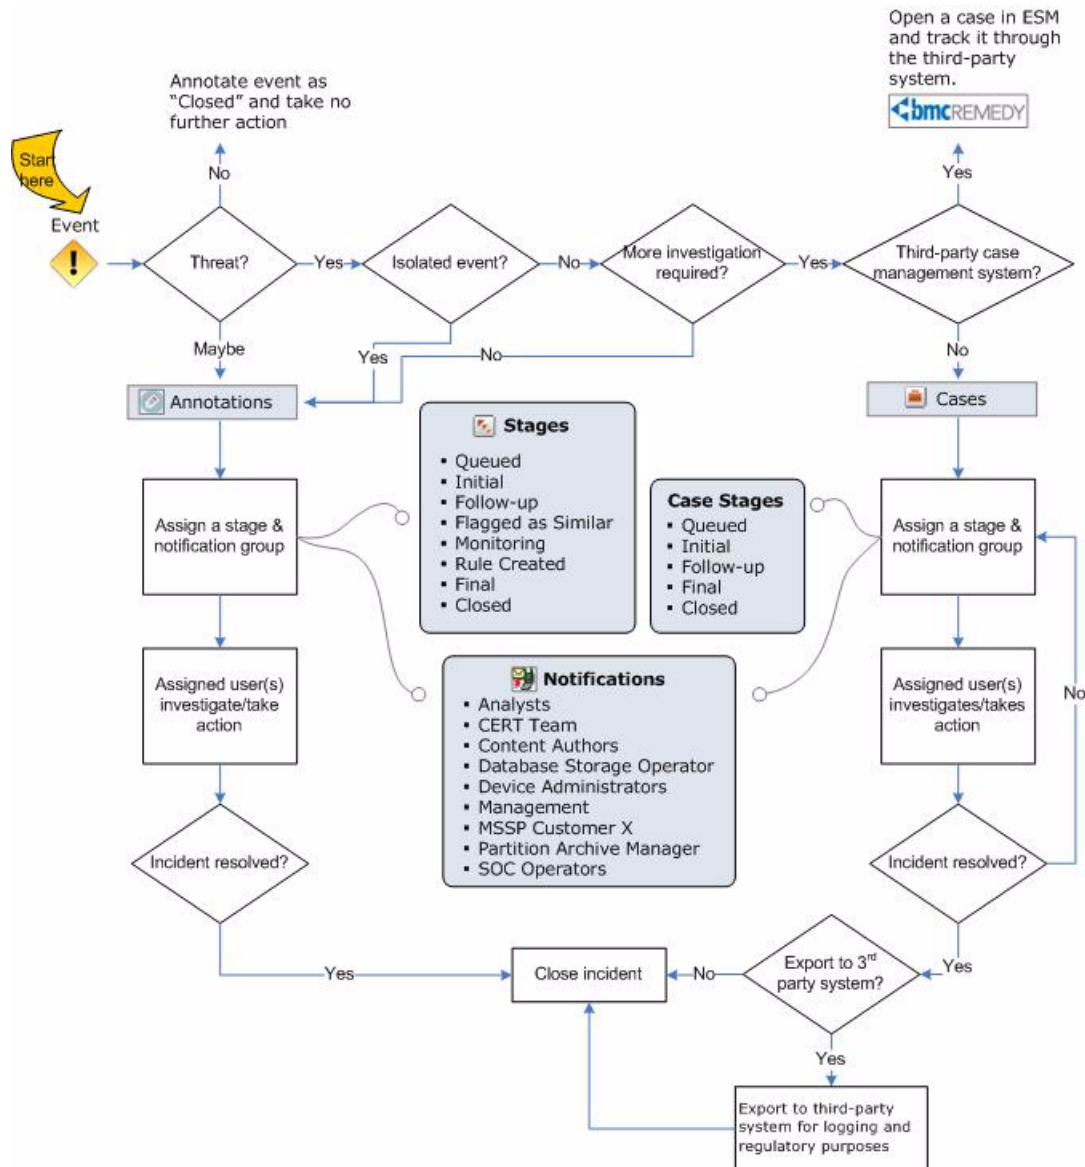 Open a case in ESM
and track it through
the third-party
system.
bmcREMEDY
Annotate event as
“Closed” and take no
further action
Start
here
No
Yes
Event
Threat?
Yes
Isolated event?
No
More investigation
required?
Yes
Third-party case
management system?
Maybe
Yes
No
No
Annotations
Cases
Stages
▪ Queued
▪ Initial
▪ Follow-up
▪ Flagged as Similar
▪ Monitoring
▪ Rule Created
▪ Final
▪ Closed
Case Stages
▪ Queued
▪ Initial
▪ Follow-up
▪ Final
▪ Closed
Assign a stage &
notification group
Assign a stage &
notification group
Assigned user(s)
investigate/take
action
Notifications
▪ Analysts
▪ CERT Team
▪ Content Authors
▪ Database Storage Operator
▪ Device Administrators
▪ Management
▪ MSSP Customer X
▪ Partition Archive Manager
▪ SOC Operators
Assigned user(s)
investigates/takes
action
No
Incident resolved?
Incident resolved?
Yes
Close incident
No
Export to 3rd
party system?
Yes
Yes
Export to third-party
system for logging and
regulatory purposes